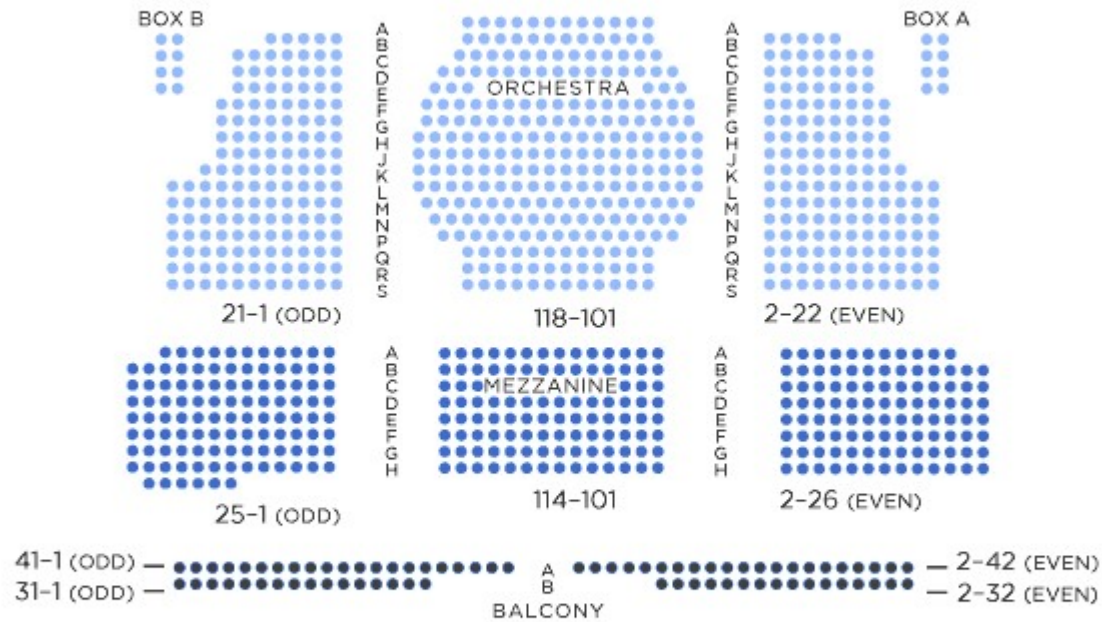 BOX B
BOX A
A A
B B
C C
D D
E ORCHESTRA E
F F
G G
H H
J J
K K
L L
M M
N N
P P
Q Q
R R
S S
21–1 (ODD) 118–101 2–22 (EVEN)
A A
B B
C MEZZANINE C
D D
E E
F F
G G
H H
25–1 (ODD) 114–101 2–26 (EVEN)
41–1 (ODD) — A — 2–42 (EVEN)
31–1 (ODD) — B — 2–32 (EVEN)
BALCONY